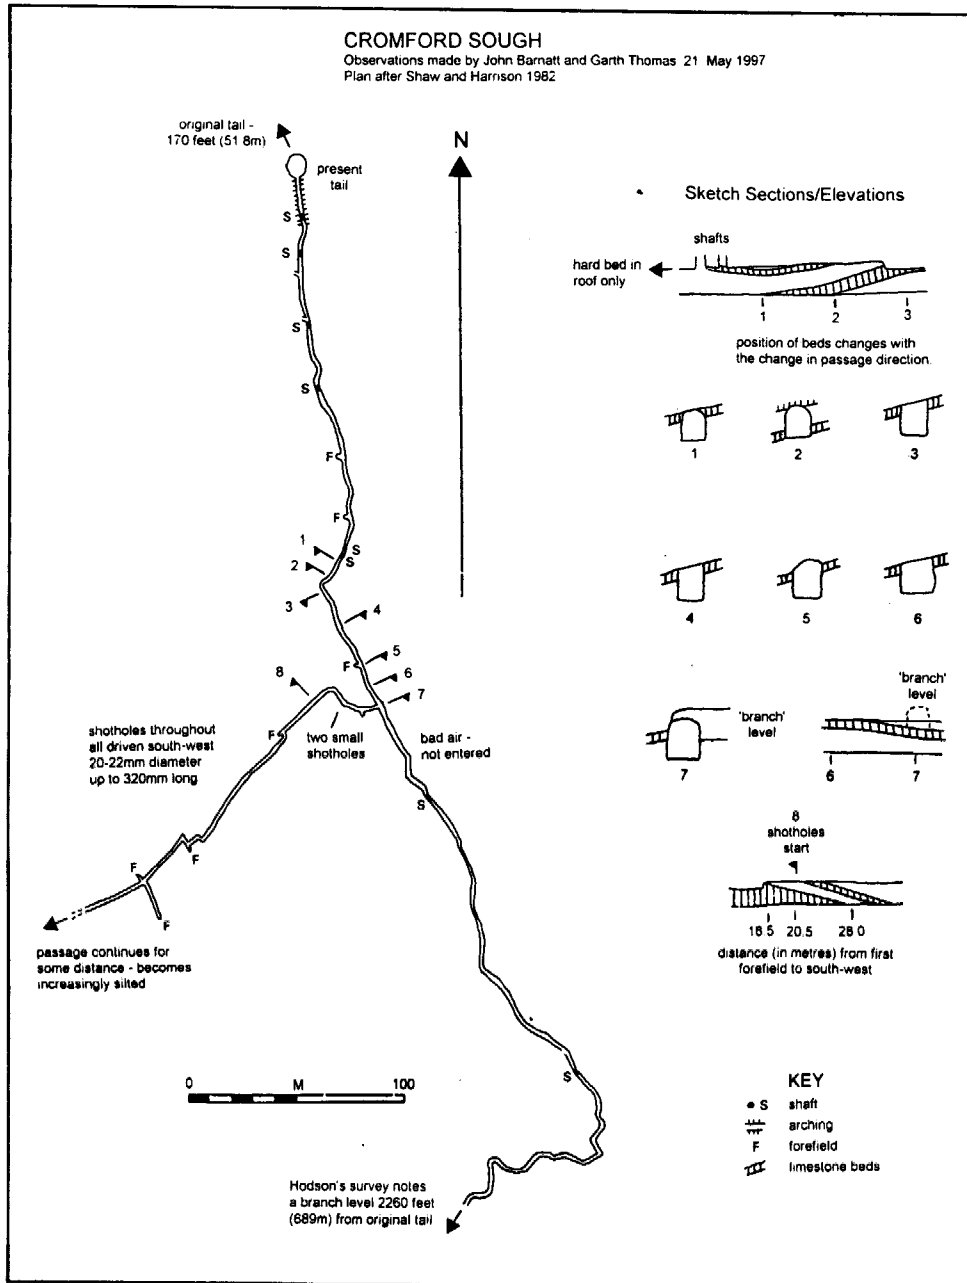 CROMFORD SOUGH
Observations made by John Barnatt and Garth Thomas 21 May 1997
Plan after Shaw and Harrison 1982
original tail -
170 feet (51 8m)
present
tail
N
S
S
S
S
F
F
S
S
1
2
3
4
5
F
6
7
8
shotholes throughout
all driven south-west
20-22mm diameter
up to 320mm long
F
two small
shotholes
bad air -
not entered
S
F
F
F
passage continues for
some distance - becomes
increasingly silted
S
0 M 100
Hodson's survey notes
a branch level 2260 feet
(689m) from original tail
Sketch Sections/Elevations
shafts
hard bed in
roof only
1 2 3
position of beds changes with
the change in passage direction.
1 2 3
4 5 6
'branch'
level
7
'branch'
level
6 7
8
shotholes
start
18 5 20.5 28 0
distance (in metres) from first
forefield to south-west
KEY
S shaft
arching
F forefield
limestone beds